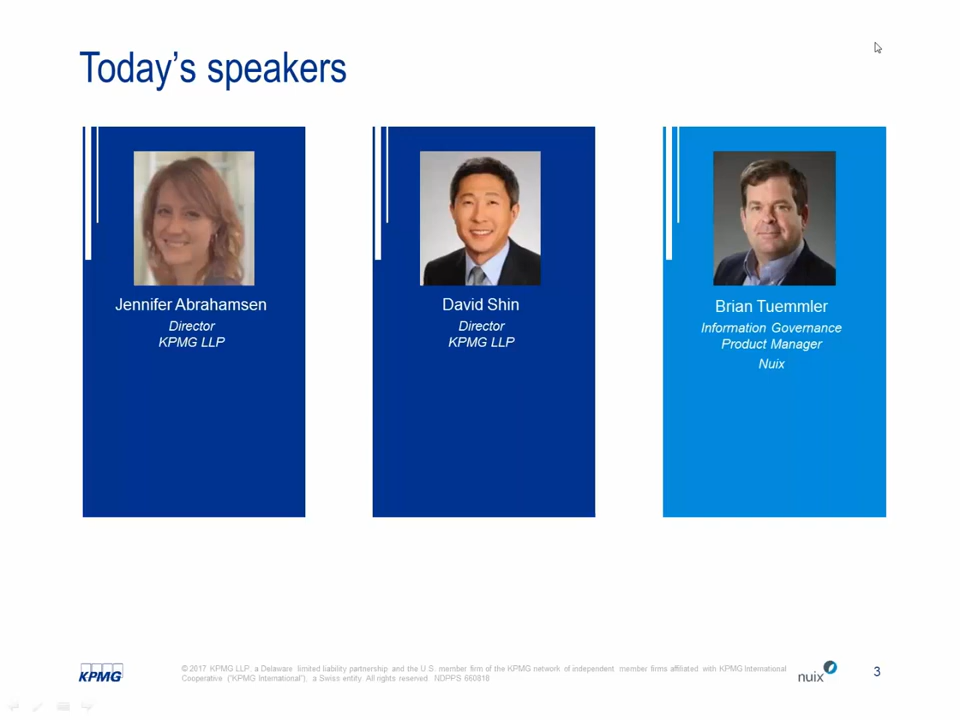 Today's speakers
Jennifer Abrahamsen
Director
KPMG LLP
David Shin
Director
KPMG LLP
Brian Tuemmler
Information Governance
Product Manager
Nuix
KPMG
© 2017 KPMG LLP, a Delaware limited liability partnership and the U.S. member firm of the KPMG network of independent member firms affiliated with KPMG International
Cooperative ("KPMG International"), a Swiss entity. All rights reserved. NDPPS 660818
nuix
3